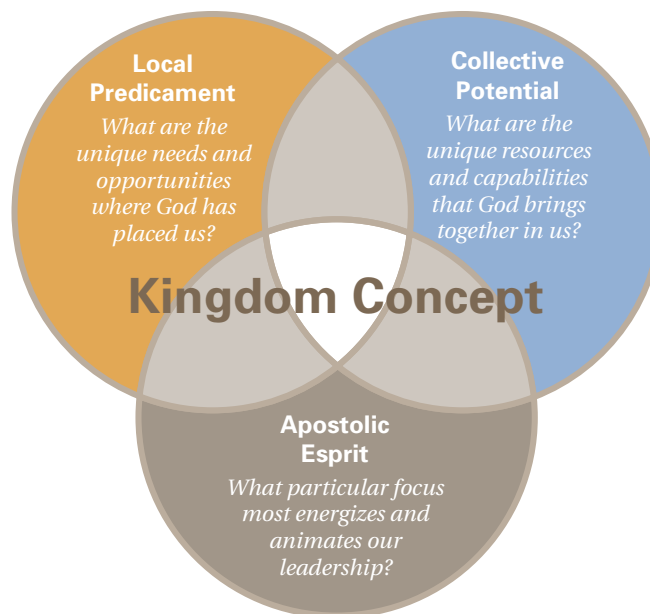 Local
Predicament
What are the
unique needs and
opportunities
where God has
placed us?
Collective
Potential
What are the
unique resources
and capabilities
that God brings
together in us?
Kingdom Concept
Apostolic
Esprit
What particular focus
most energizes and
animates our
leadership?